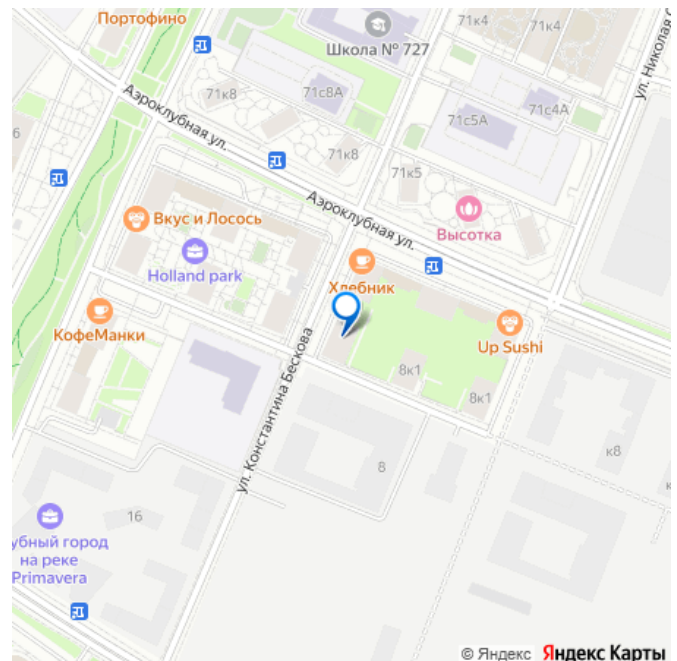 Портофино
71к4
71к4
Школа № 727
ул. Николая С
71к8
71с8А
Аэроклубная ул.
71с5А
71с4А
6
71к8
71к5
Аэроклубная ул.
Вкус и Лосось
Высотка
Holland park
Хлебник
КофеМанки
Up Sushi
ул. Константина Бескова
8к1
8к1
8
к8
к
16
убный город
на реке
Primavera
© Яндекс Яндекс Карты